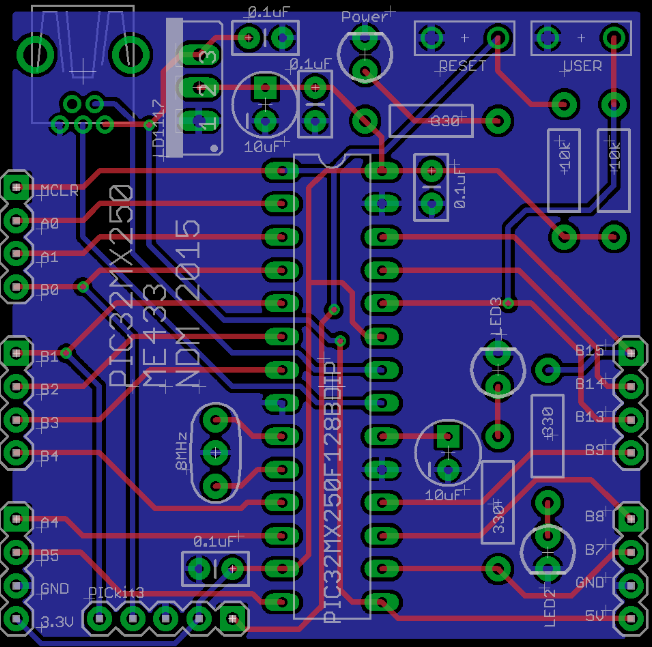 0.1uF
Power
RESET
USER
LD1117
3
2
1
0.1uF
10uF
330
10k
10k
0.1uF
MCLR
A0
A1
B0
PIC32MX250
ME433
NDM 2015
B1
B2
B3
B4
8MHz
LED3
B15
B14
B13
B9
330
10uF
330
PIC32MX250F128BDIP
A4
B5
GND
3.3V
0.1uF
PICkit3
B8
B7
GND
5V
LED2